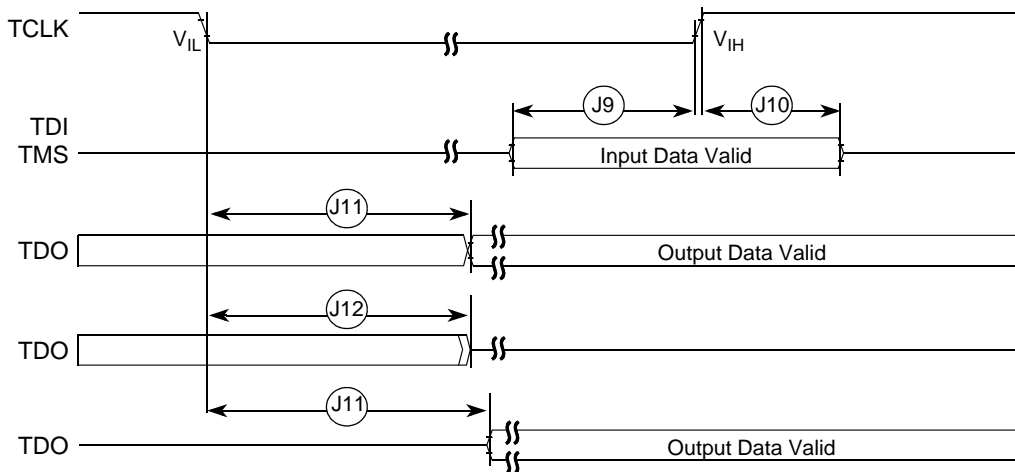 TCLK
VIL
VIH
J9
J10
TDI
TMS
Input Data Valid
J11
TDO
Output Data Valid
J12
TDO
J11
TDO
Output Data Valid